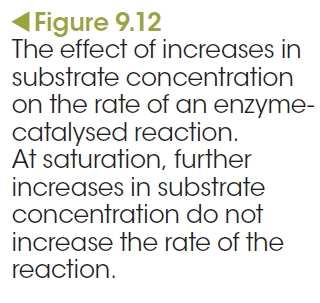 ◀Figure 9.12
The effect of increases in
substrate concentration
on the rate of an enzyme-
catalysed reaction.
At saturation, further
increases in substrate
concentration do not
increase the rate of the
reaction.